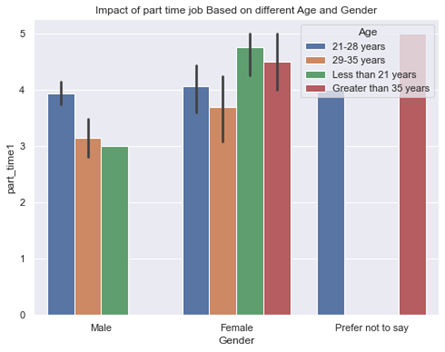 Impact of part time job Based on different Age and Gender
5
4
3
2
1
0
part_time1
Age
21-28 years
29-35 years
Less than 21 years
Greater than 35 years
Male
Female
Prefer not to say
Gender